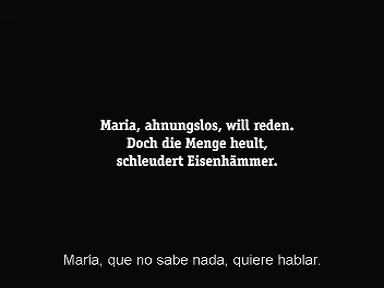 Maria, ahnungslos, will reden.
Doch die Menge heult,
schleudert Eisenhämmer.
María, que no sabe nada, quiere hablar.